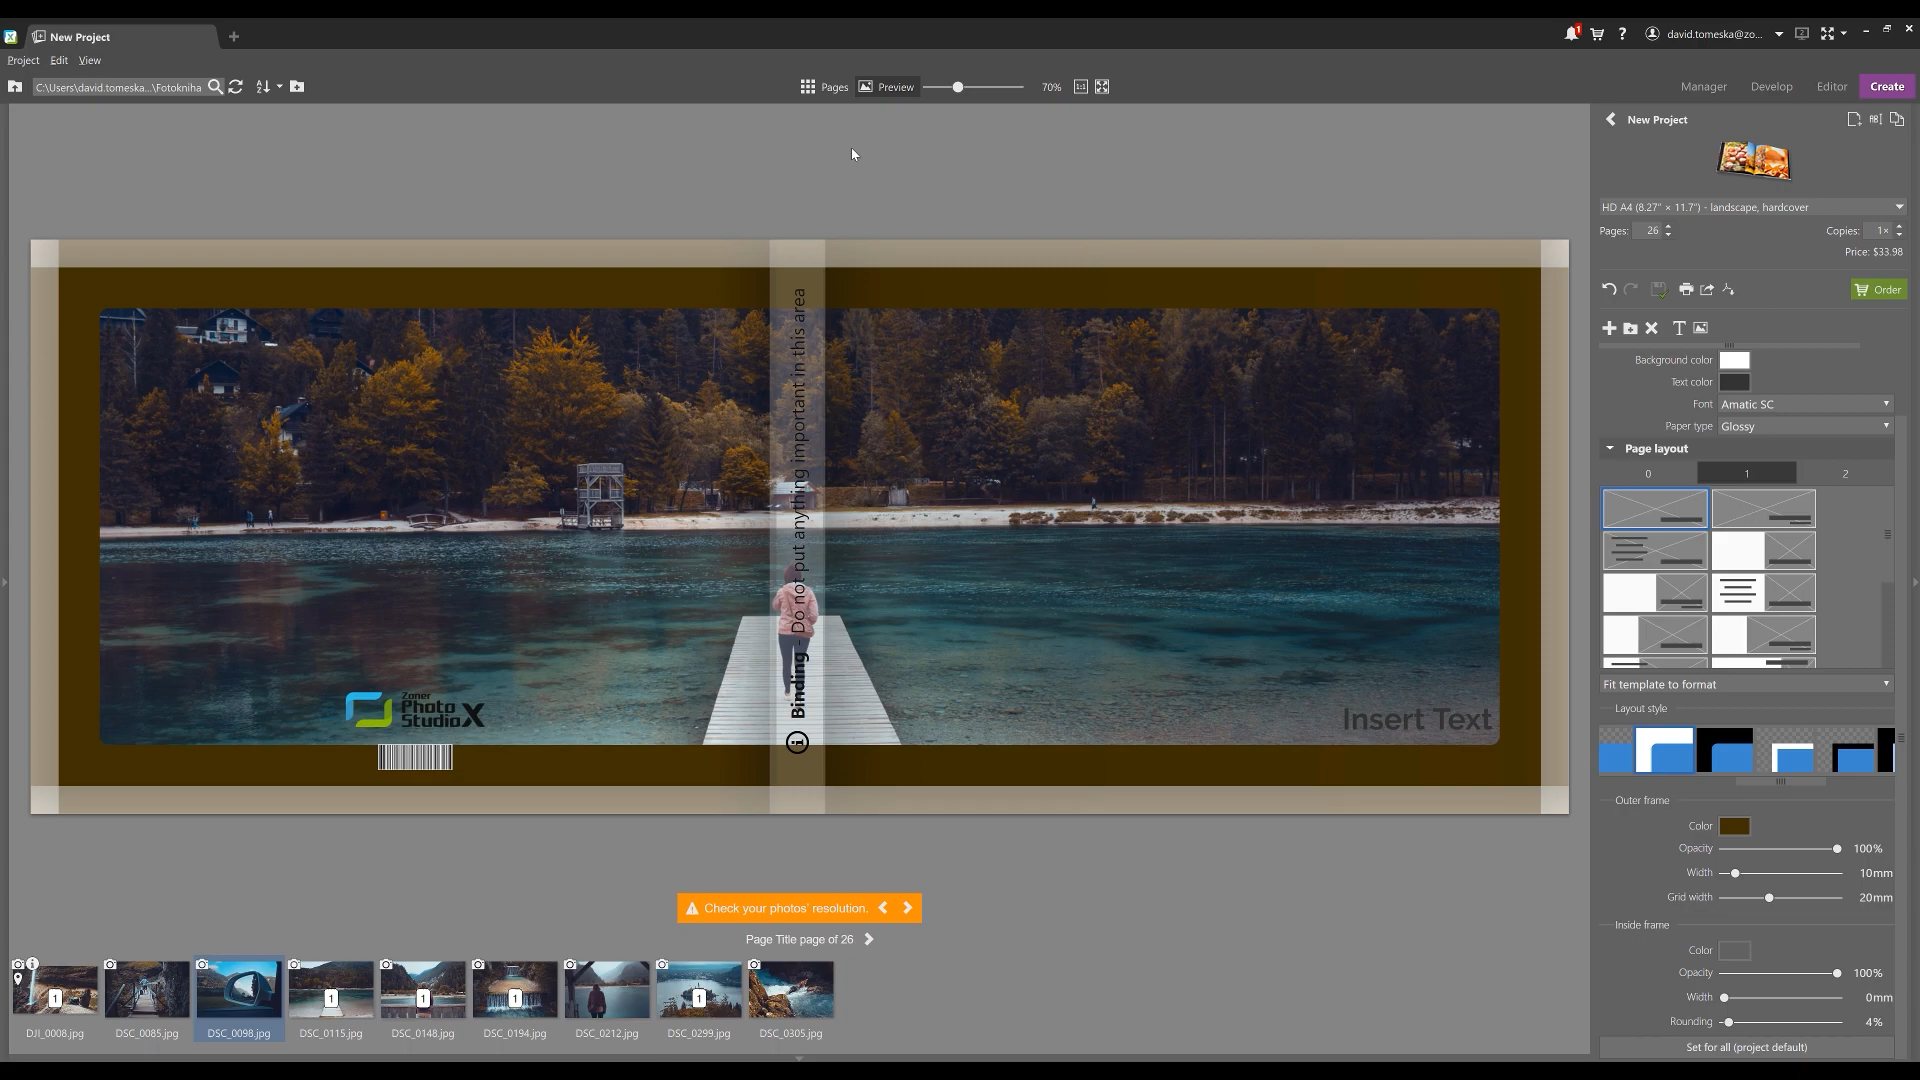 New Project
1
david.tomeska@zo...
Project Edit View
C:\Users\david.tomeska...\Fotokniha
Pages
Preview
70%
Manager
Develop
Editor
Create
New Project
HD A4 (8.27" × 11.7") - landscape, hardcover
Pages: 26
Copies: 1×
Price: $33.98
Order
Background color
Text color
Font Amatic SC
Paper type Glossy
Page layout
0 1 2
Fit template to format
Layout style
Outer frame
Color
Opacity 100%
Width 10mm
Grid width 20mm
Inside frame
Color
Opacity 100%
Width 0mm
Rounding 4%
Set for all (project default)
Binding - Do not put anything important in this area
Zoner
Photo
Studio X
Insert Text
Check your photos' resolution.
Page Title page of 26
1
1
1
1
1
DJI_0008.jpg
DSC_0085.jpg
DSC_0098.jpg
DSC_0115.jpg
DSC_0148.jpg
DSC_0194.jpg
DSC_0212.jpg
DSC_0299.jpg
DSC_0305.jpg